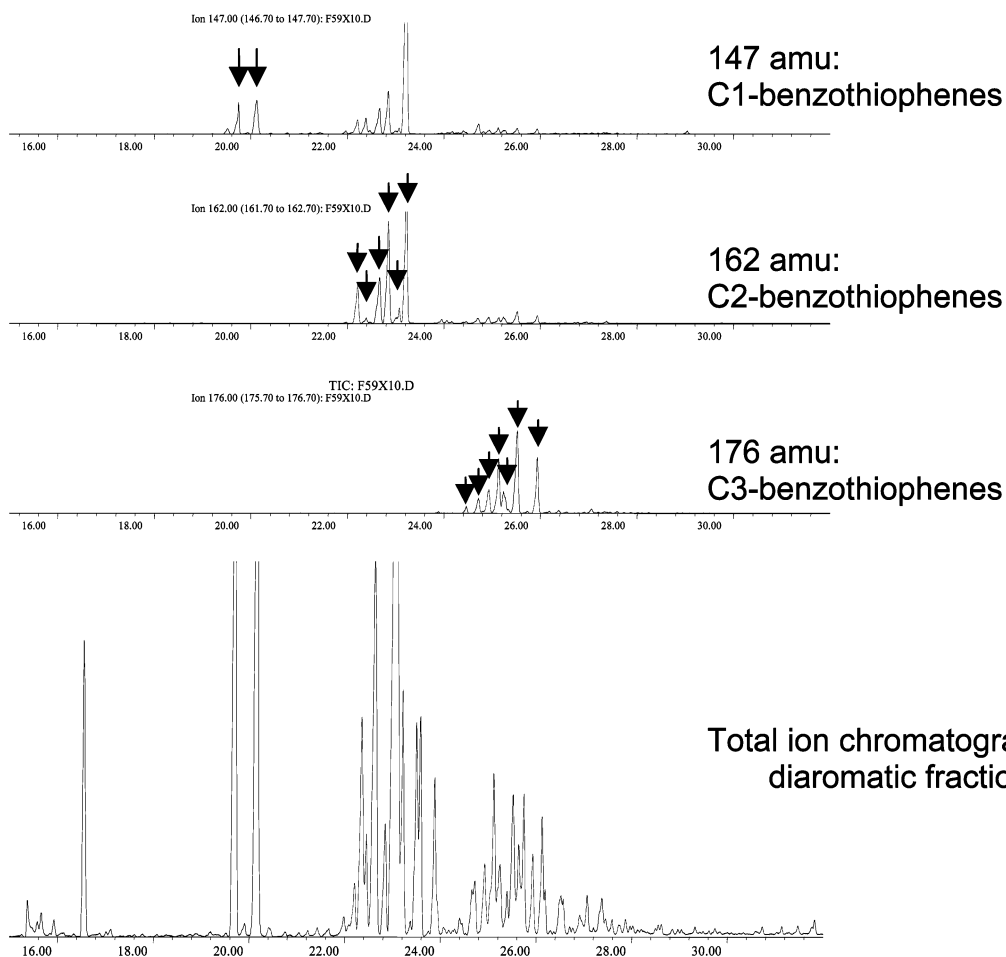 Ion 147.00 (146.70 to 147.70): F59X10.D
147 amu:
C1-benzothiophenes
16.00 18.00 20.00 22.00 24.00 26.00 28.00 30.00
Ion 162.00 (161.70 to 162.70): F59X10.D
162 amu:
C2-benzothiophenes
16.00 18.00 20.00 22.00 24.00 26.00 28.00 30.00
TIC: F59X10.D
Ion 176.00 (175.70 to 176.70): F59X10.D
176 amu:
C3-benzothiophenes
16.00 18.00 20.00 22.00 24.00 26.00 28.00 30.00
Total ion chromatogra
diaromatic fractio
16.00 18.00 20.00 22.00 24.00 26.00 28.00 30.00